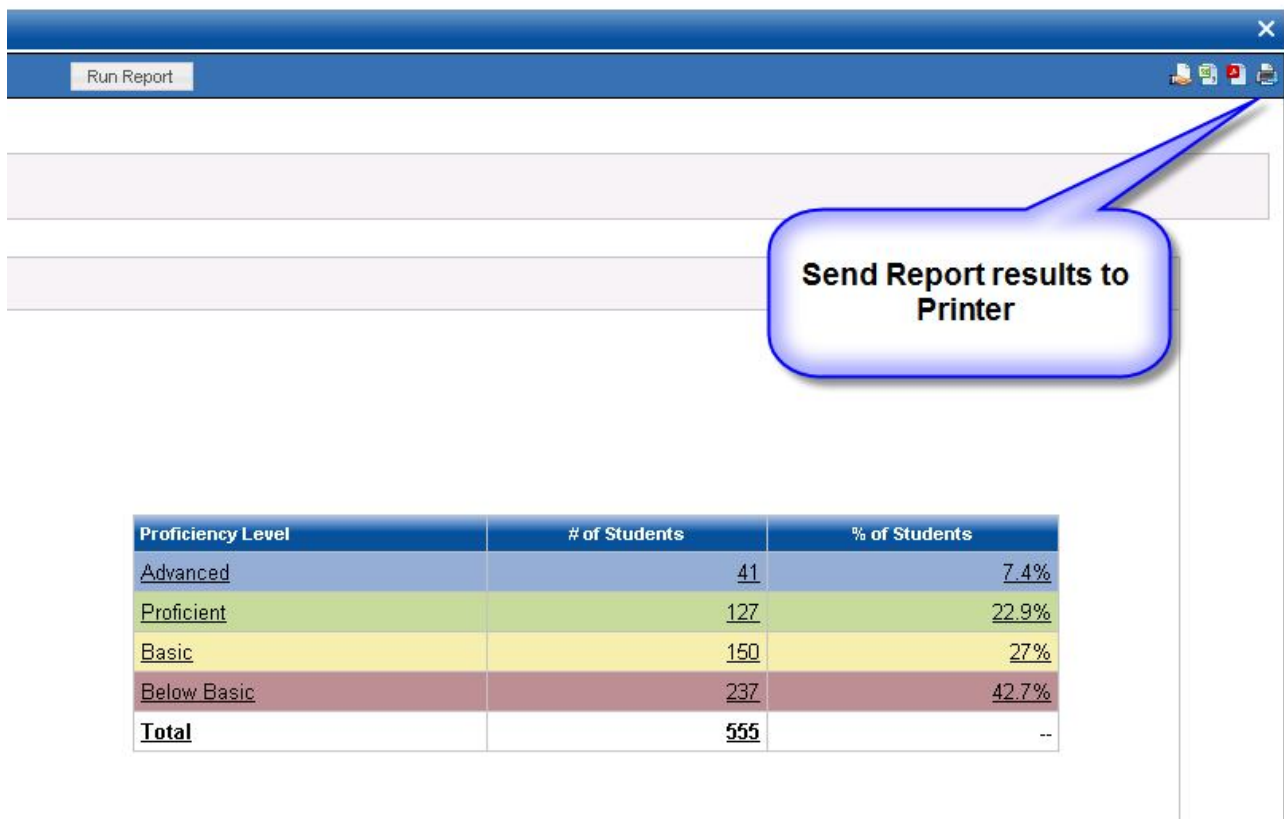 Run Report
Send Report results to
Printer
Proficiency Level # of Students % of Students
Advanced 41 7.4%
Proficient 127 22.9%
Basic 150 27%
Below Basic 237 42.7%
Total 555 --